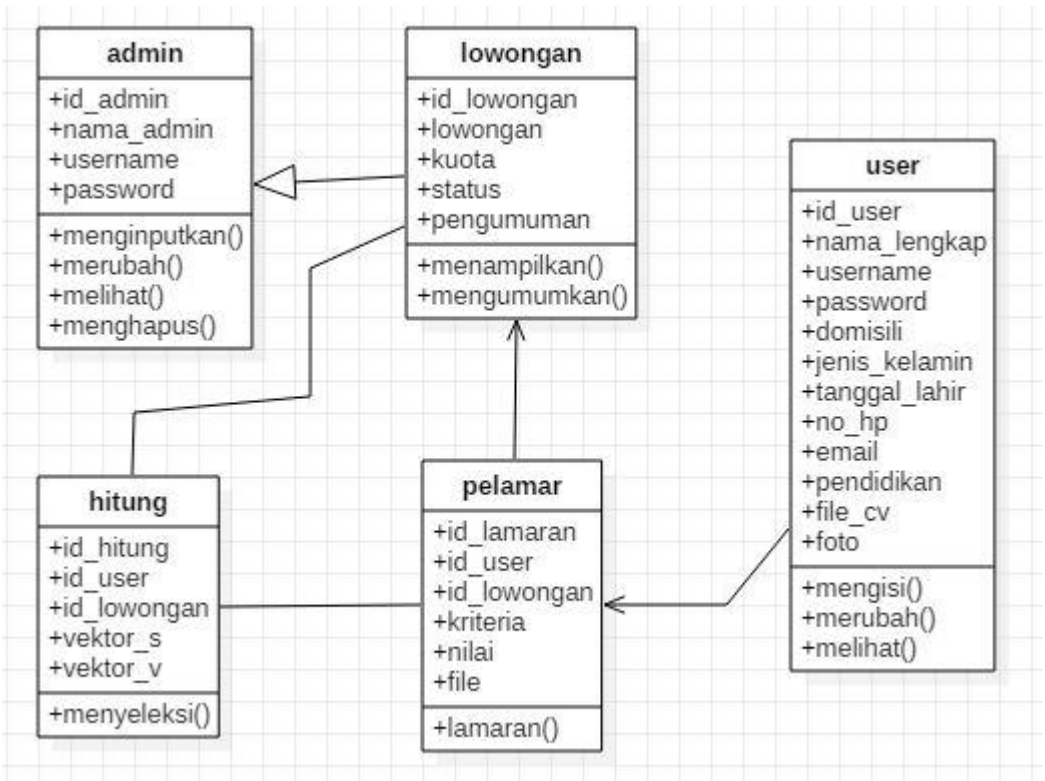 admin
+id_admin
+nama_admin
+username
+password
+menginputkan()
+merubah()
+melihat()
+menghapus()
lowongan
+id_lowongan
+lowongan
+kuota
+status
+pengumuman
+menampilkan()
+mengumumkan()
user
+id_user
+nama_lengkap
+username
+password
+domisili
+jenis_kelamin
+tanggal_lahir
+no_hp
+email
+pendidikan
+file_cv
+foto
+mengisi()
+merubah()
+melihat()
hitung
+id_hitung
+id_user
+id_lowongan
+vektor_s
+vektor_v
+menyeleksi()
pelamar
+id_lamaran
+id_user
+id_lowongan
+kriteria
+nilai
+file
+lamaran()